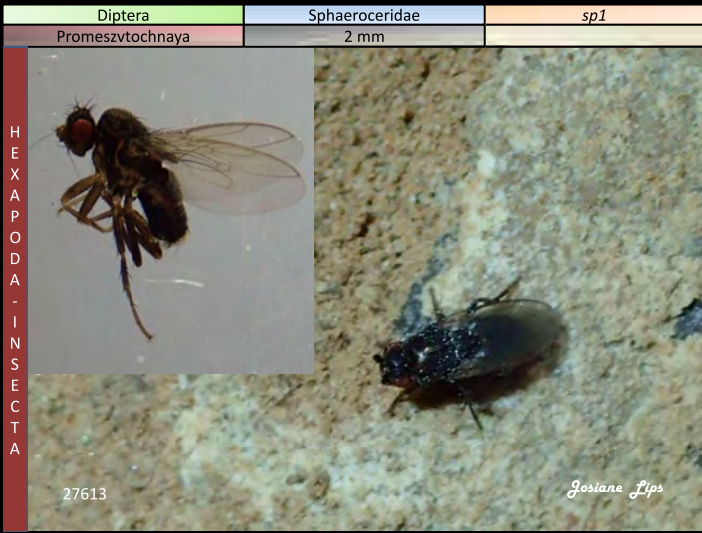 Diptera
Sphaeroceridae
sp1
Promeszvtochnaya
2 mm
HEXAPODA-INSECTA
27613
Josiane Lips